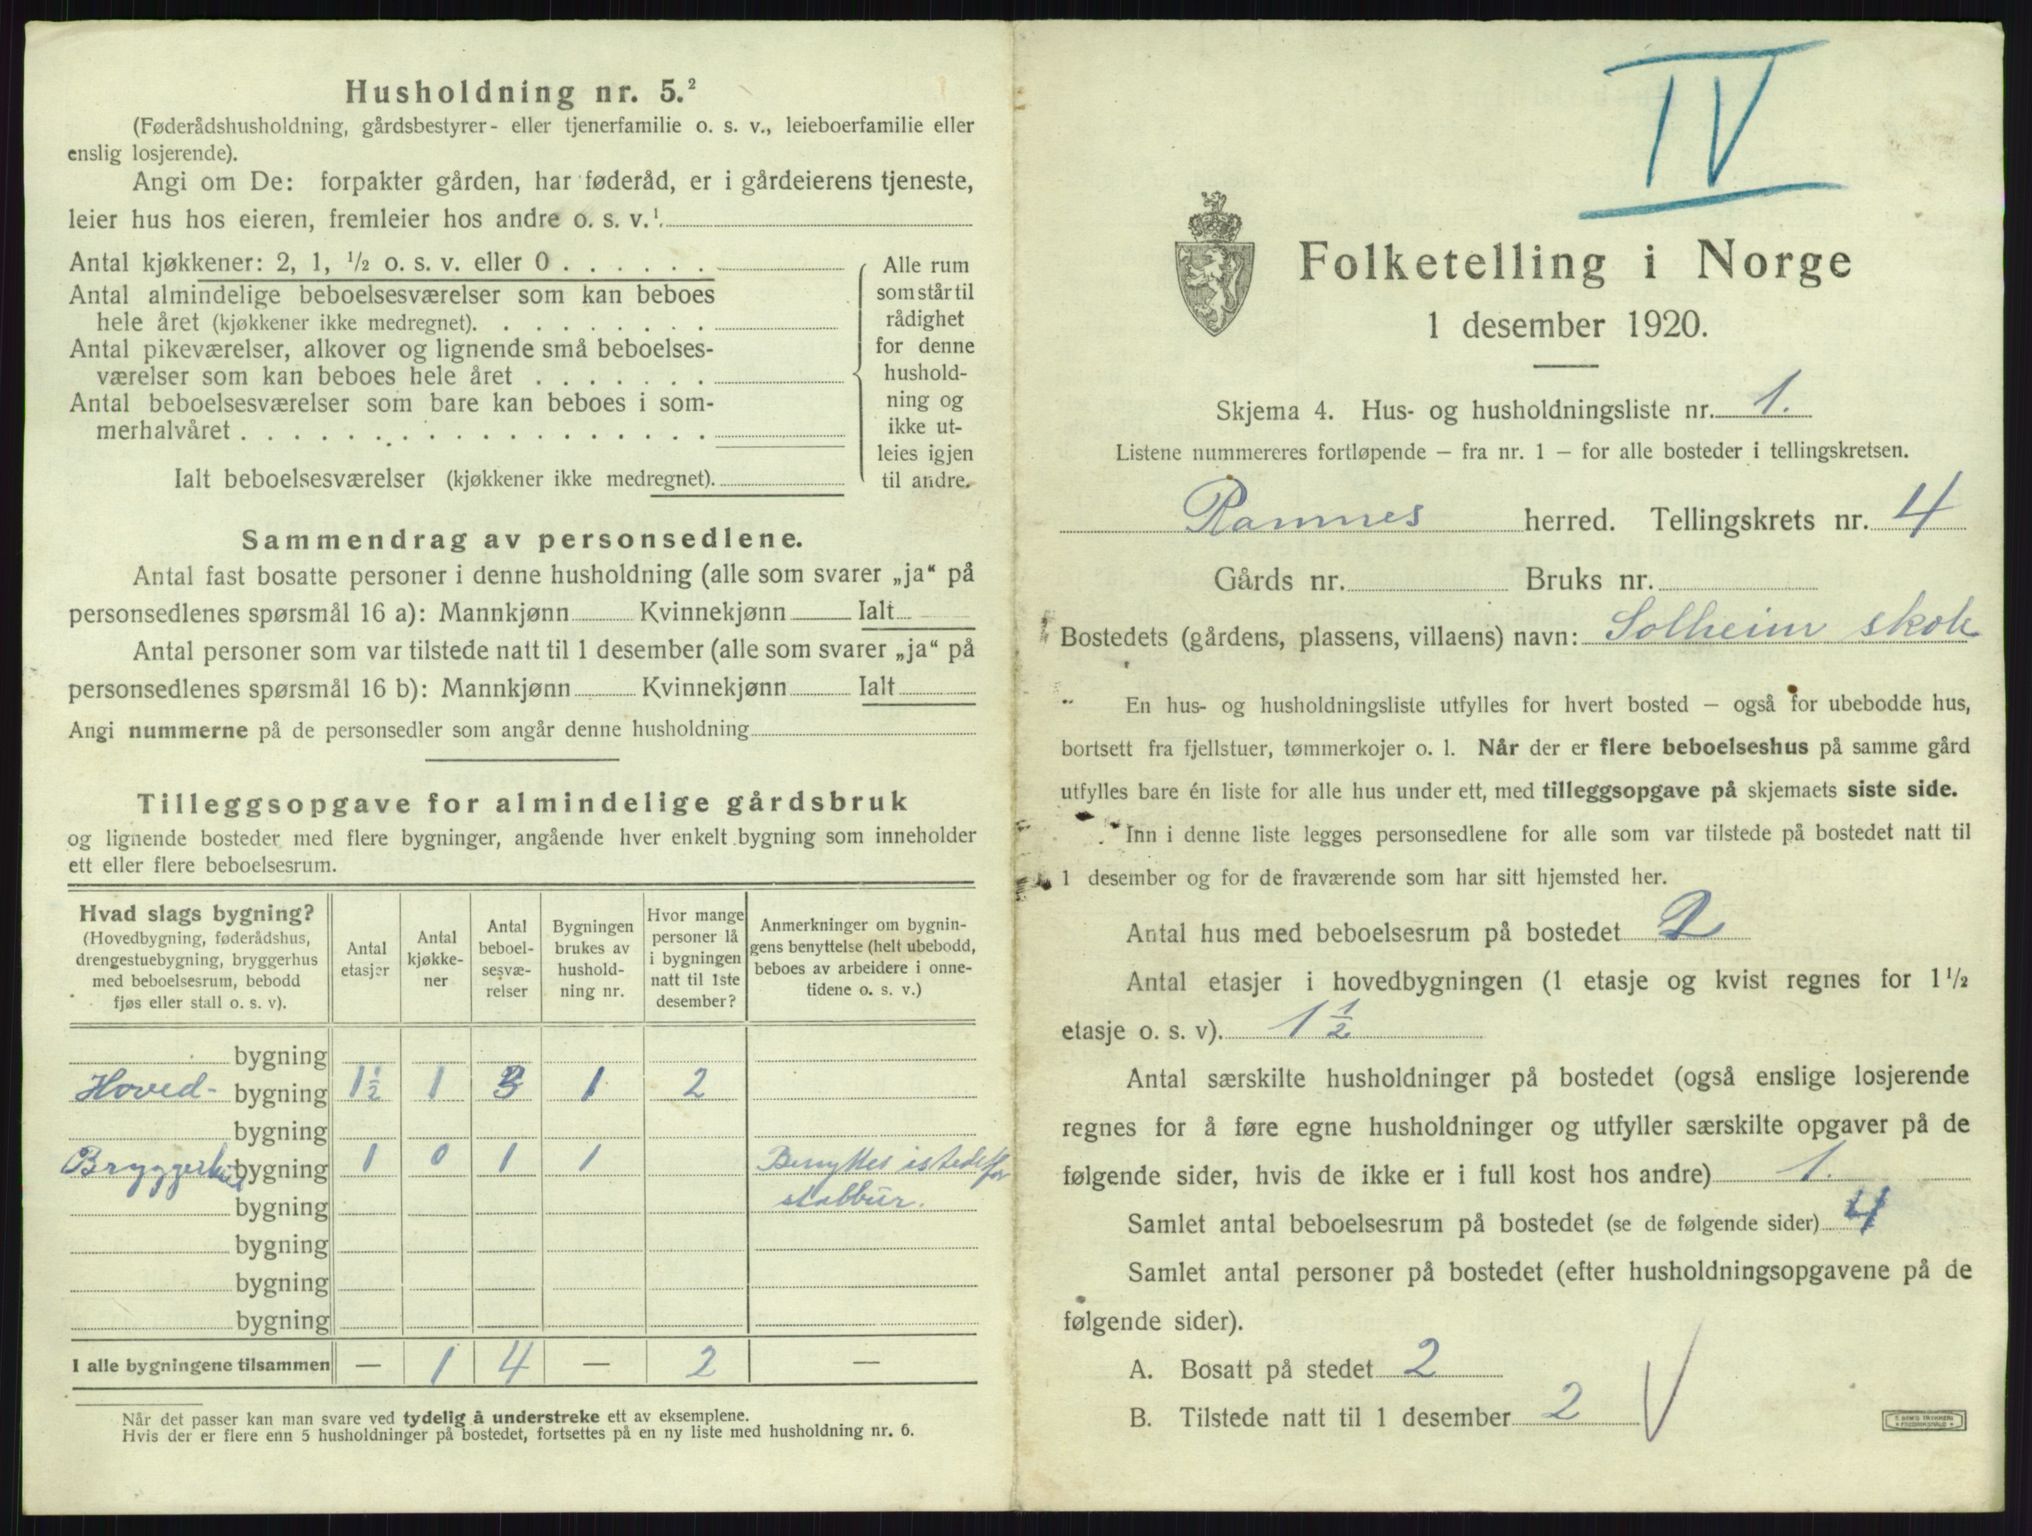 Husholdning nr. 5.²
(Føderådshusholdning, gårdsbestyrer- eller tjenerfamilie o. s. v., leieboerfamilie eller
enslig losjerende).
Angi om De: forpakter gården, har føderåd, er i gårdeierens tjeneste,
leier hus hos eieren, fremleier hos andre o. s. v.¹
Antal kjøkkener: 2, 1, ½ o. s. v. eller 0 . . . . . .
Antal almindelige beboelsesværelser som kan beboes
hele året (kjøkkener ikke medregnet). . . . . . . . .
Antal pikeværelser, alkover og lignende små beboelses-
værelser som kan beboes hele året . . . . . . .
Antal beboelsesværelser som bare kan beboes i som-
merhalvåret . . . . . . . . . . . . . . . . . .
Ialt beboelsesværelser (kjøkkener ikke medregnet).
Alle rum
som står til
rådighet
for denne
hushold-
ning og
ikke ut-
leies igjen
til andre.
Sammendrag av personsedlene.
Antal fast bosatte personer i denne husholdning (alle som svarer „ja“ på
personsedlenes spørsmål 16 a): Mannkjønn Kvinnekjønn Ialt
Antal personer som var tilstede natt til 1 desember (alle som svarer „ja“ på
personsedlenes spørsmål 16 b): Mannkjønn Kvinnekjønn Ialt
Angi nummerne på de personsedler som angår denne husholdning
Tilleggsopgave for almindelige gårdsbruk
og lignende bosteder med flere bygninger, angående hver enkelt bygning som inneholder
ett eller flere beboelsesrum.
Hvad slags bygning?
(Hovedbygning, føderådshus,
drengestuebygning, bryggerhus
med beboelsesrum, bebodd
fjøs eller stall o. s. v).
Antal
etasjer
Antal
kjøkke-
ner
Antal
beboel-
sesvæ-
relser
Bygningen
brukes av
hushold-
ning nr.
Hvor mange
personer lå
i bygningen
natt til 1ste
desember?
Anmerkninger om bygnin-
gens benyttelse (helt ubebodd,
beboes av arbeidere i onne-
tidene o. s. v.)
bygning
Hoved- bygning 1½ 1 3 1 2
bygning
Bryggerhus bygning 1 0 1 1 Benyttes istedetfor
bygning stabbur.
bygning
bygning
bygning
I alle bygningene tilsammen — 1 4 — 2 —
Når det passer kan man svare ved tydelig å understreke ett av eksemplene.
Hvis der er flere enn 5 husholdninger på bostedet, fortsettes på en ny liste med husholdning nr. 6.
IV
Folketelling i Norge
1 desember 1920.
Skjema 4. Hus- og husholdningsliste nr. 1.
Listene nummereres fortløpende – fra nr. 1 – for alle bosteder i tellingskretsen.
Ramnes herred. Tellingskrets nr. 4
Gårds nr. Bruks nr.
Bostedets (gårdens, plassens, villaens) navn: Solheim skole
En hus- og husholdningsliste utfylles for hvert bosted – også for ubebodde hus,
bortsett fra fjellstuer, tømmerkojer o. l. Når der er flere beboelseshus på samme gård
utfylles bare én liste for alle hus under ett, med tilleggsopgave på skjemaets siste side.
Inn i denne liste legges personsedlene for alle som var tilstede på bostedet natt til
1 desember og for de fraværende som har sitt hjemsted her.
Antal hus med beboelsesrum på bostedet 2
Antal etasjer i hovedbygningen (1 etasje og kvist regnes for 1½
etasje o. s. v). 1½
Antal særskilte husholdninger på bostedet (også enslige losjerende
regnes for å føre egne husholdninger og utfyller særskilte opgaver på de
følgende sider, hvis de ikke er i full kost hos andre) 1.
Samlet antal beboelsesrum på bostedet (se de følgende sider) 4
Samlet antal personer på bostedet (efter husholdningsopgavene på de
følgende sider).
A. Bosatt på stedet 2
B. Tilstede natt til 1 desember 2